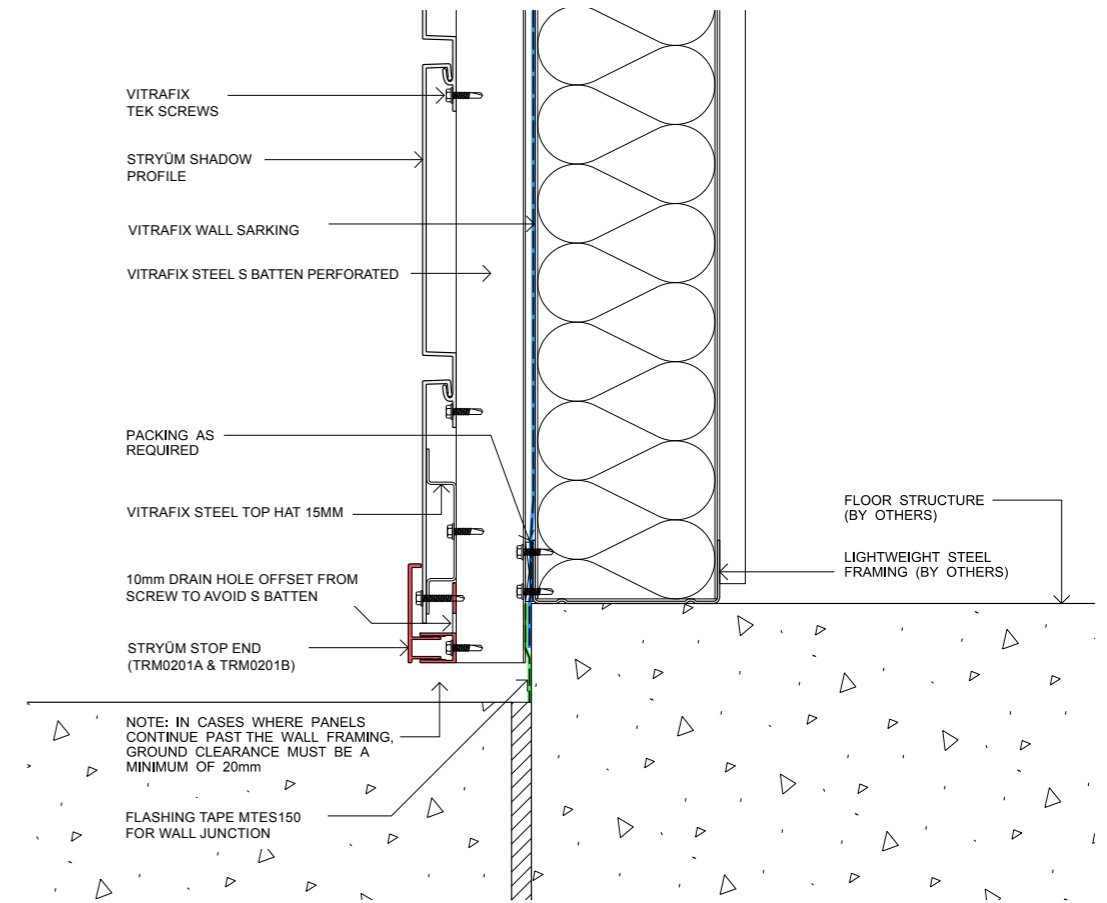 VITRAFIX
TEK SCREWS
STRYÜM SHADOW
PROFILE
VITRAFIX WALL SARKING
VITRAFIX STEEL S BATTEN PERFORATED
PACKING AS
REQUIRED
VITRAFIX STEEL TOP HAT 15MM
10mm DRAIN HOLE OFFSET FROM
SCREW TO AVOID S BATTEN
STRYÜM STOP END
(TRM0201A & TRM0201B)
NOTE: IN CASES WHERE PANELS
CONTINUE PAST THE WALL FRAMING,
GROUND CLEARANCE MUST BE A
MINIMUM OF 20mm
FLASHING TAPE MTES150
FOR WALL JUNCTION
FLOOR STRUCTURE
(BY OTHERS)
LIGHTWEIGHT STEEL
FRAMING (BY OTHERS)